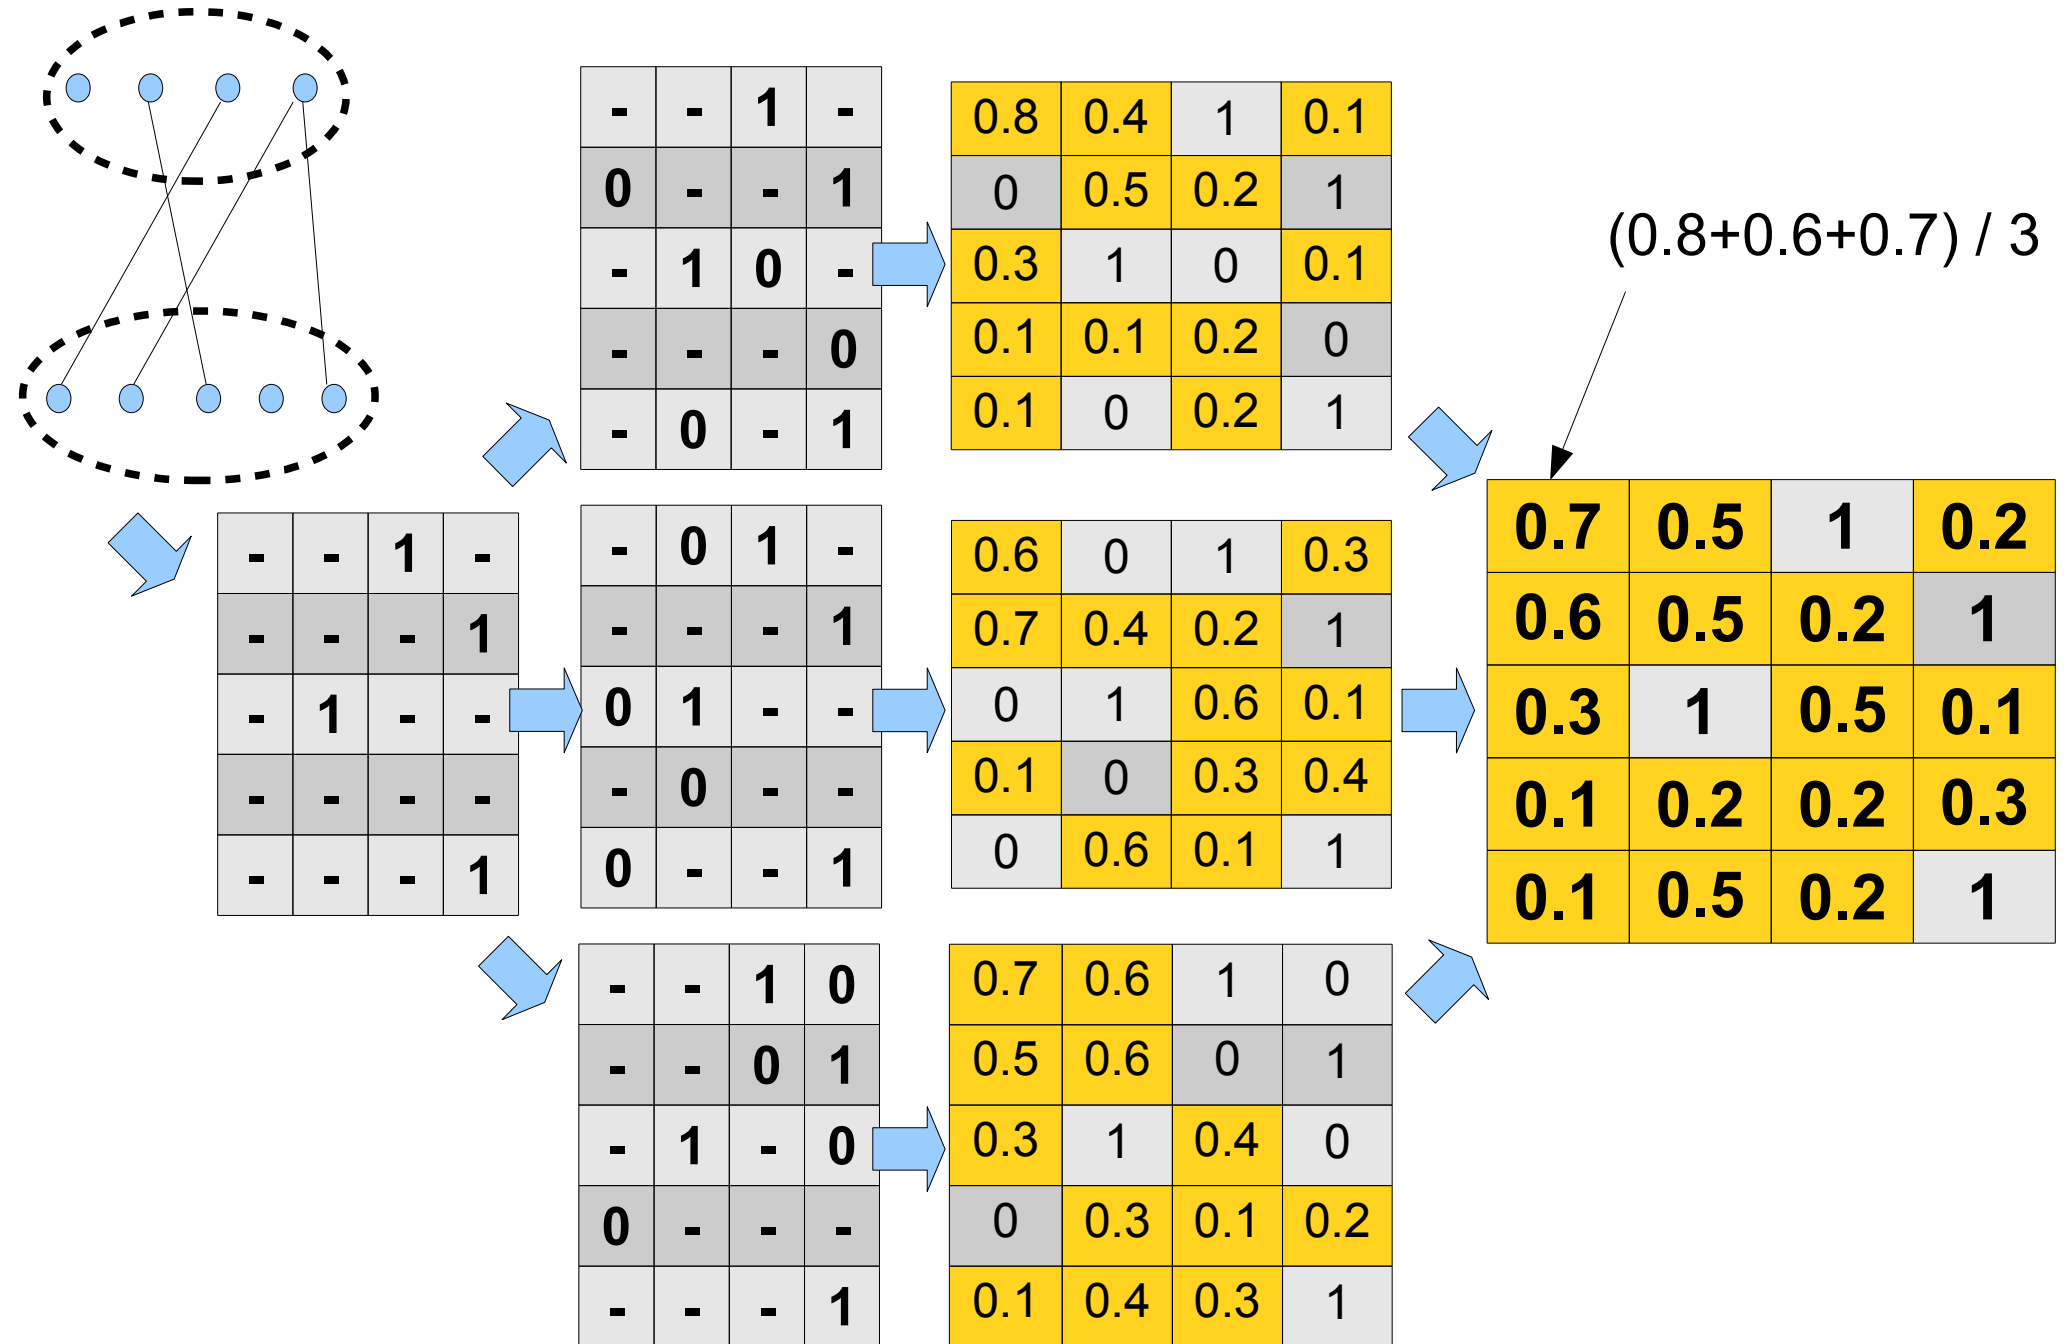 (0.8+0.6+0.7) / 3
- - 1 -
- - - 1
- 1 - -
- - - -
- - - 1
- - 1 -
0 - - 1
- 1 0 -
- - - 0
- 0 - 1
0.8 0.4 1 0.1
0 0.5 0.2 1
0.3 1 0 0.1
0.1 0.1 0.2 0
0.1 0 0.2 1
- 0 1 -
- - - 1
0 1 - -
- 0 - -
0 - - 1
0.6 0 1 0.3
0.7 0.4 0.2 1
0 1 0.6 0.1
0.1 0 0.3 0.4
0 0.6 0.1 1
- - 1 0
- - 0 1
- 1 - 0
0 - - -
- - - 1
0.7 0.6 1 0
0.5 0.6 0 1
0.3 1 0.4 0
0 0.3 0.1 0.2
0.1 0.4 0.3 1
0.7 0.5 1 0.2
0.6 0.5 0.2 1
0.3 1 0.5 0.1
0.1 0.2 0.2 0.3
0.1 0.5 0.2 1